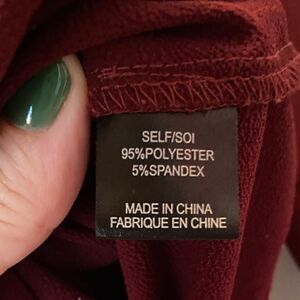 SELF/SOI
95%POLYESTER
5%SPANDEX
MADE IN CHINA
FABRIQUE EN CHINE